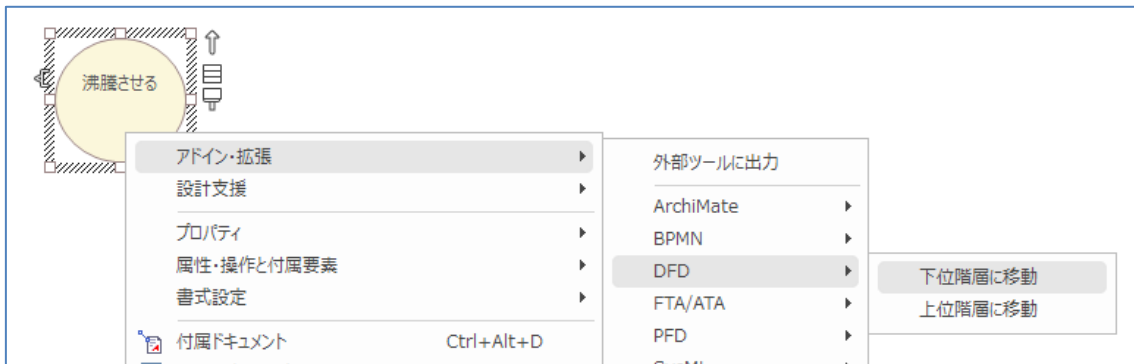 沸騰させる
アドイン・拡張
設計支援
プロパティ
属性・操作と付属要素
書式設定
付属ドキュメント Ctrl+Alt+D
外部ツールに出力
ArchiMate
BPMN
DFD
FTA/ATA
PFD
下位階層に移動
上位階層に移動